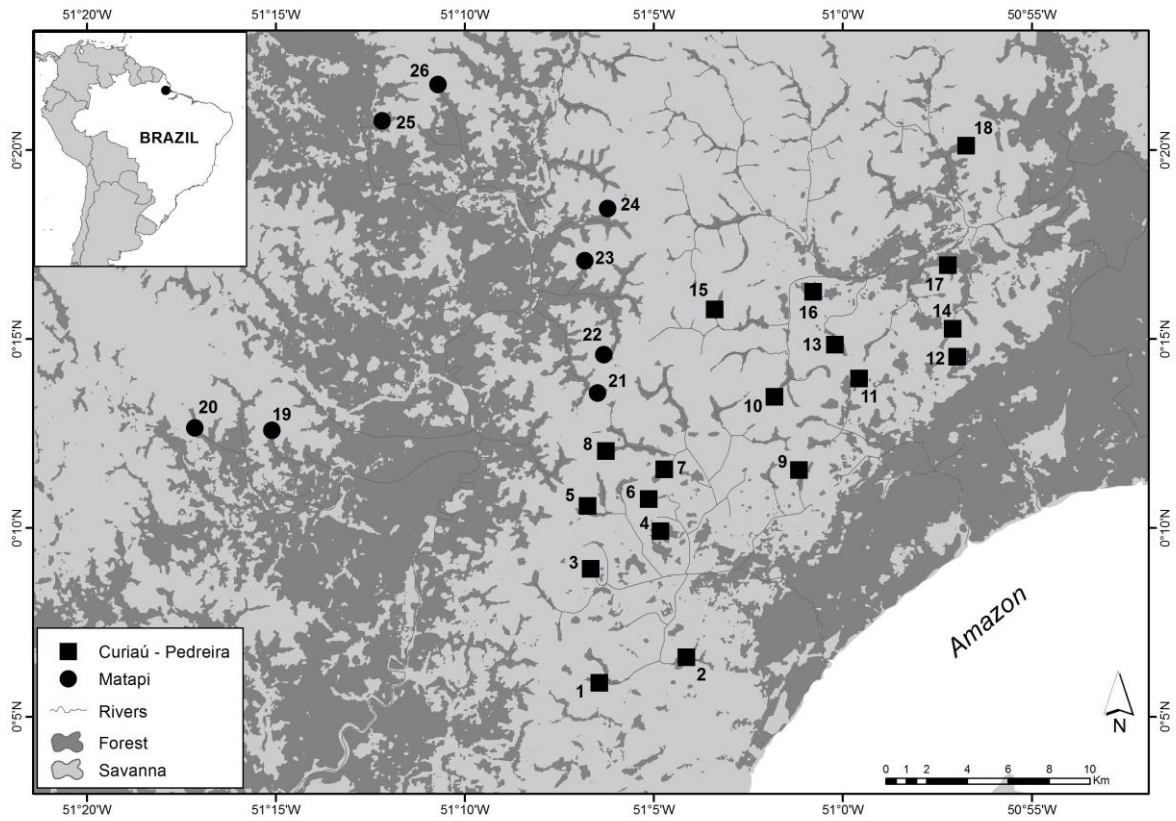 51°20'W 51°15'W 51°10'W 51°5'W 51°0'W 50°55'W
BRAZIL
26
25
18
0°20'N 0°20'N
24
23
17
15
16
14
0°15'N 0°15'N
22
13
12
21
11
10
20 19
8
7
9
6
5
0°10'N 0°10'N
4
3
Amazon
2
1
0°5'N 0°5'N
N
Curiaú - Pedreira
Matapi
Rivers
Forest
Savanna
0 1 2 4 6 8 10
Km
51°20'W 51°15'W 51°10'W 51°5'W 51°0'W 50°55'W